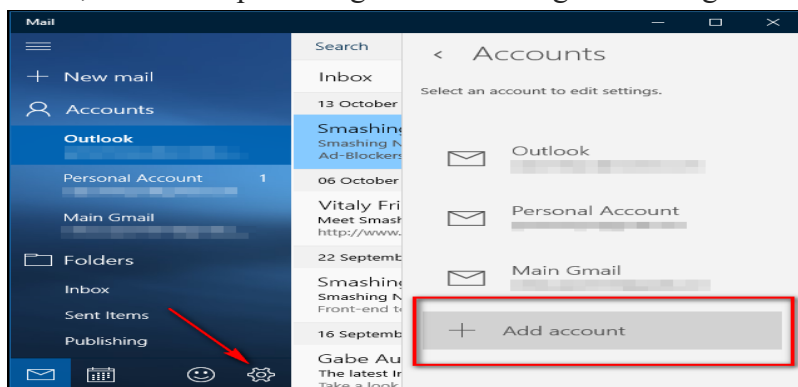 Mail
New mail
Accounts
Outlook
Personal Account 1
Main Gmail
Folders
Inbox
Sent Items
Publishing
Search
Inbox
13 October
Smashing
Smashing N
Ad-Blockers
06 October
Vitaly Fri
Meet Smash
http://www.
22 Septemb
Smashing
Smashing N
Front-end t
16 Septemb
Gabe Au
The latest Ir
Take a look
< Accounts
Select an account to edit settings.
Outlook
Personal Account
Main Gmail
+ Add account